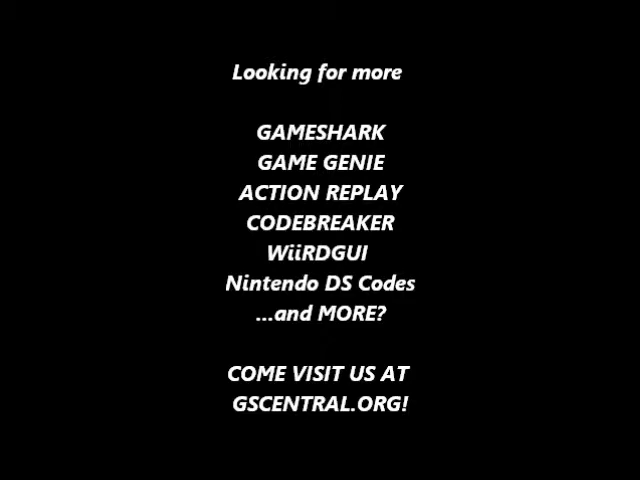 Looking for more
GAMESHARK
GAME GENIE
ACTION REPLAY
CODEBREAKER
WiiRDGUI
Nintendo DS Codes
...and MORE?
COME VISIT US AT
GSCENTRAL.ORG!